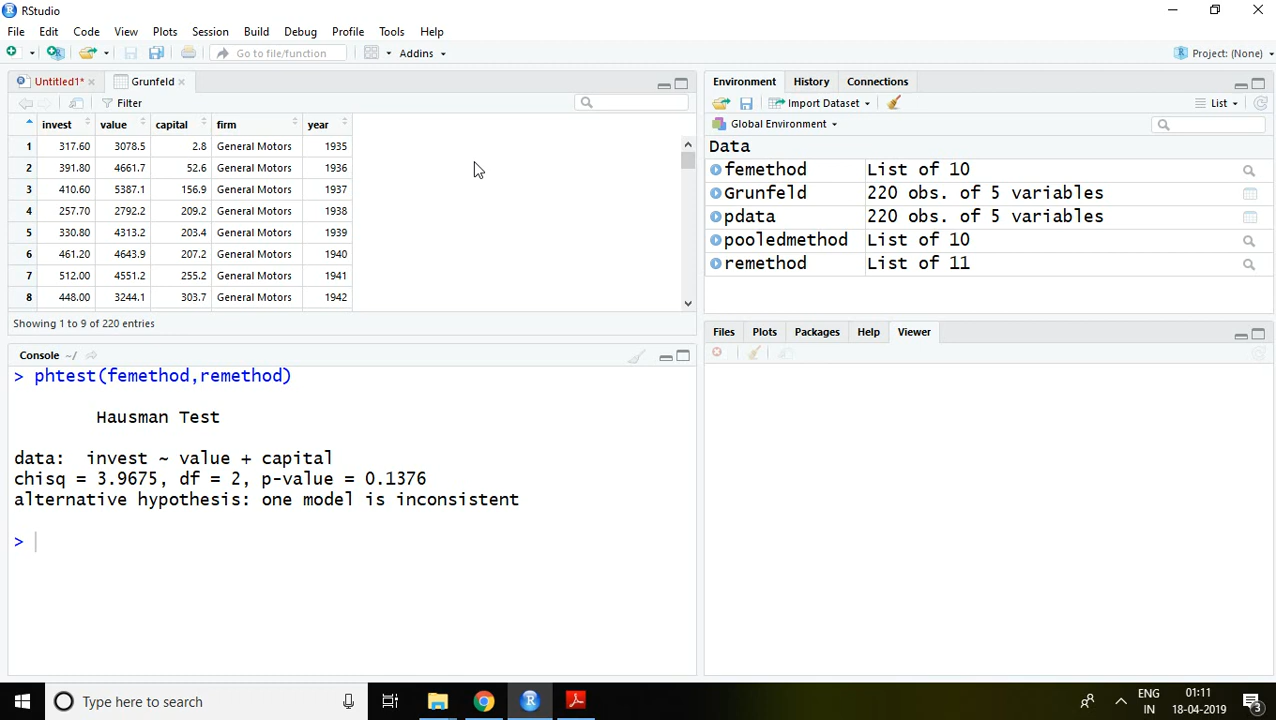 RStudio
File Edit Code View Plots Session Build Debug Profile Tools Help
Go to file/function Addins Project: (None)
Untitled1* Grunfeld
Filter
invest value capital firm year
1 317.60 3078.5 2.8 General Motors 1935
2 391.80 4661.7 52.6 General Motors 1936
3 410.60 5387.1 156.9 General Motors 1937
4 257.70 2792.2 209.2 General Motors 1938
5 330.80 4313.2 203.4 General Motors 1939
6 461.20 4643.9 207.2 General Motors 1940
7 512.00 4551.2 255.2 General Motors 1941
8 448.00 3244.1 303.7 General Motors 1942
Showing 1 to 9 of 220 entries
Console ~/
> phtest(femethod,remethod)
Hausman Test
data: invest ~ value + capital
chisq = 3.9675, df = 2, p-value = 0.1376
alternative hypothesis: one model is inconsistent
>
Environment History Connections
Import Dataset List
Global Environment
Data
femethod List of 10
Grunfeld 220 obs. of 5 variables
pdata 220 obs. of 5 variables
pooledmethod List of 10
remethod List of 11
Files Plots Packages Help Viewer
Type here to search
ENG
IN
01:11
18-04-2019
3